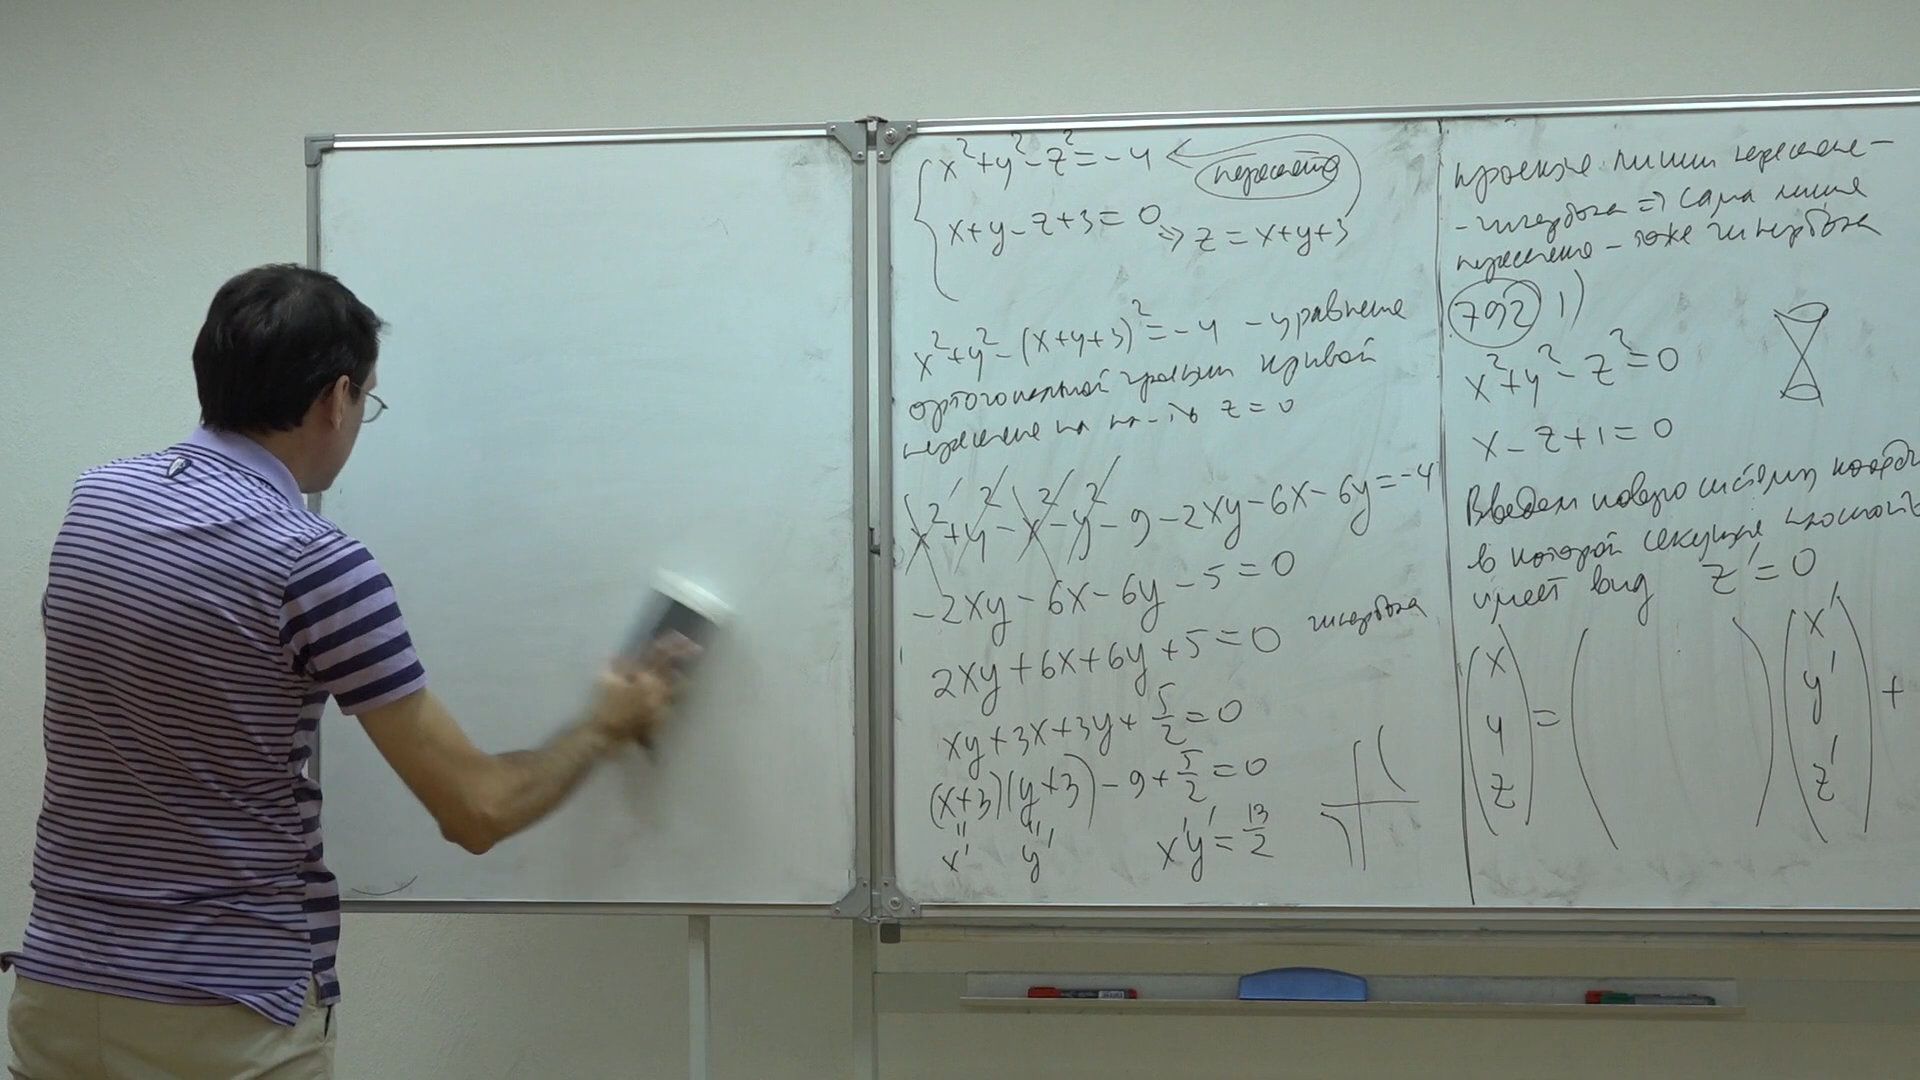 x² + y² - z² = -4
пересечение
x + y - z + 3 = 0 ⇒ z = x + y + 3
x² + y² - (x + y + 3)² = -4 - уравнение
ортогональной проекции кривой
пересечения на пл-ть z = 0
x² + y² - x² - y² - 9 - 2xy - 6x - 6y = -4
-2xy - 6x - 6y - 5 = 0
2xy + 6x + 6y + 5 = 0 гипербола
xy + 3x + 3y + 5/2 = 0
(x+3)(y+3) - 9 + 5/2 = 0
x' y' x'y' = 13/2
проекция линии пересече-
- гипербола ⇒ сама линия
пересечения - тоже гипербола
792 1)
x² + y² - z² = 0
x - z + 1 = 0
Введем новую систему коорд
в которой секущая плоскость
имеет вид z' = 0
(x y z) = ( ) (x' y' z') +